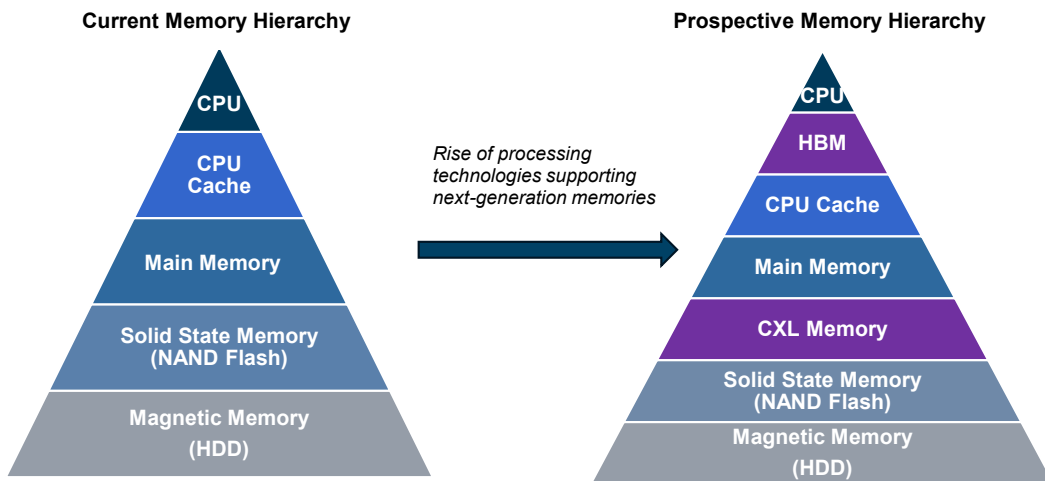 Current Memory Hierarchy
CPU
CPU
Cache
Main Memory
Solid State Memory
(NAND Flash)
Magnetic Memory
(HDD)
Rise of processing
technologies supporting
next-generation memories
Prospective Memory Hierarchy
CPU
HBM
CPU Cache
Main Memory
CXL Memory
Solid State Memory
(NAND Flash)
Magnetic Memory
(HDD)